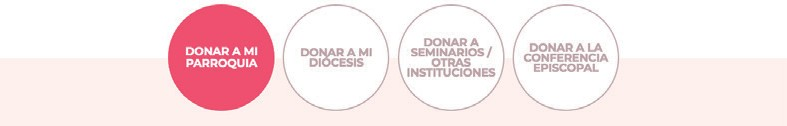 DONAR A MI
PARROQUIA
DONAR A MI
DIÓCESIS
DONAR A
SEMINARIOS /
OTRAS
INSTITUCIONES
DONAR A LA
CONFERENCIA
EPISCOPAL